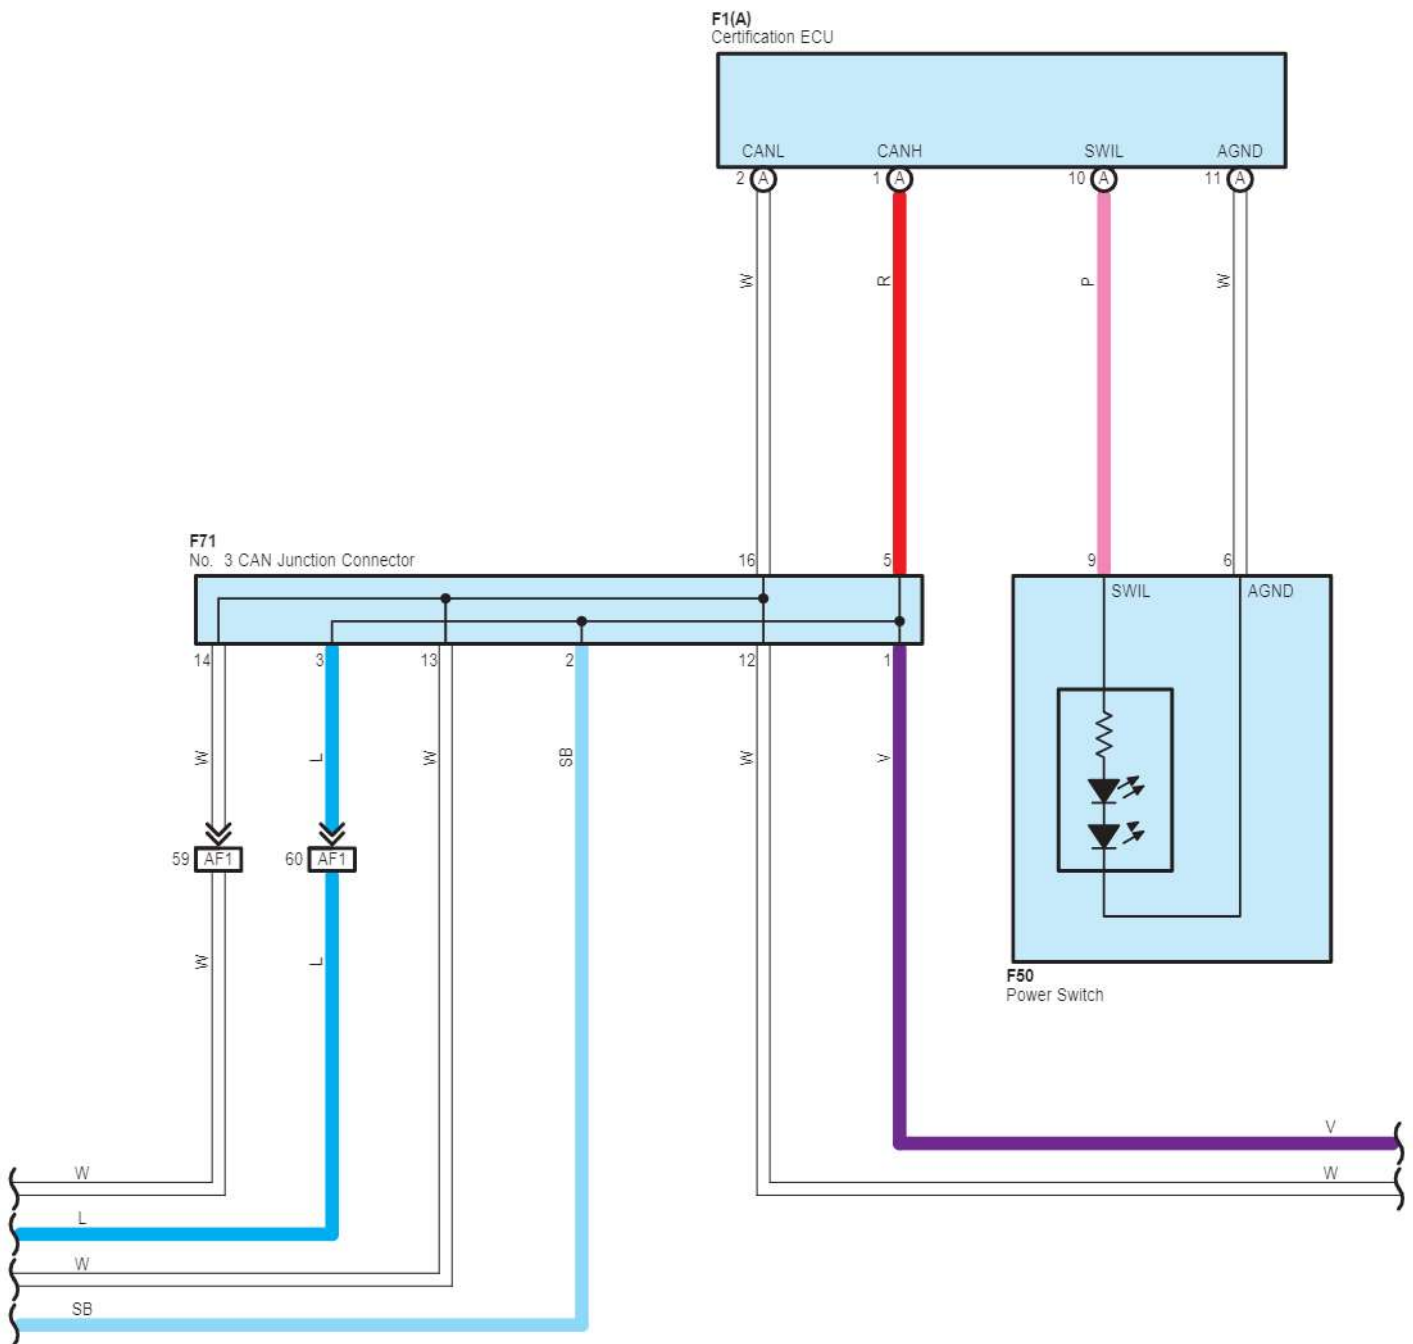 F1(A)
Certification ECU
CANL CANH SWIL AGND
2 A 1 A 10 A 11 A
W R P W
F71
No. 3 CAN Junction Connector
16 5 9 6
SWIL AGND
14 3 13 2 12 1
W L W SB W V
59 AF1 60 AF1
W L
F50
Power Switch
V
W
W
L
W
SB